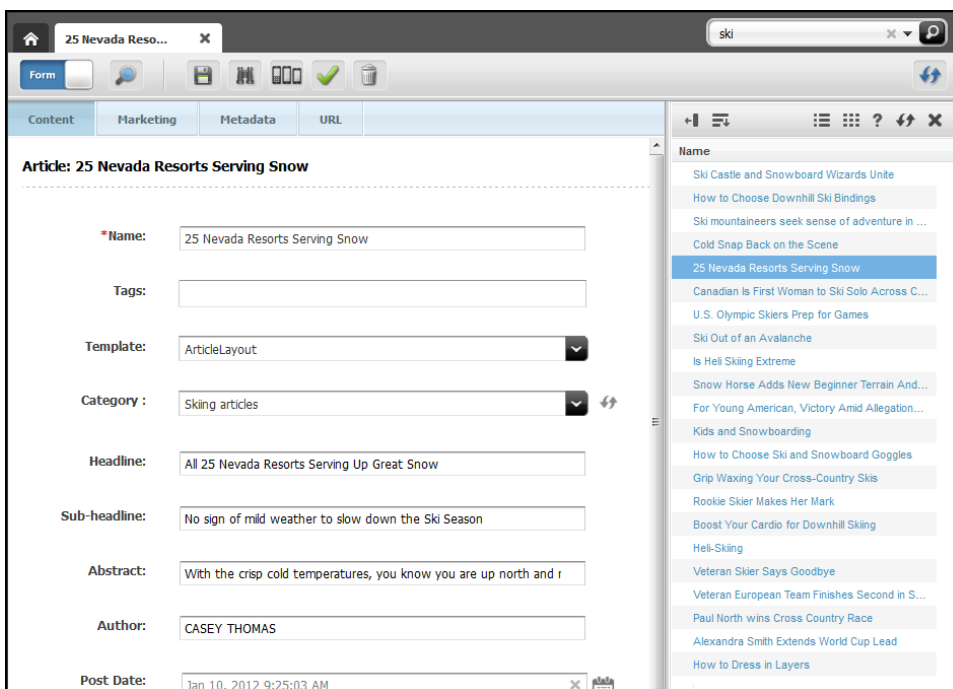 25 Nevada Reso...
ski
Form
Content Marketing Metadata URL
Article: 25 Nevada Resorts Serving Snow
*Name: 25 Nevada Resorts Serving Snow
Tags:
Template: ArticleLayout
Category : Skiing articles
Headline: All 25 Nevada Resorts Serving Up Great Snow
Sub-headline: No sign of mild weather to slow down the Ski Season
Abstract: With the crisp cold temperatures, you know you are up north and
Author: CASEY THOMAS
Post Date: Jan 10, 2012 9:25:03 AM
?
Name
Ski Castle and Snowboard Wizards Unite
How to Choose Downhill Ski Bindings
Ski mountaineers seek sense of adventure in ...
Cold Snap Back on the Scene
25 Nevada Resorts Serving Snow
Canadian Is First Woman to Ski Solo Across C...
U.S. Olympic Skiers Prep for Games
Ski Out of an Avalanche
Is Heli Skiing Extreme
Snow Horse Adds New Beginner Terrain And...
For Young American, Victory Amid Allegation...
Kids and Snowboarding
How to Choose Ski and Snowboard Goggles
Grip Waxing Your Cross-Country Skis
Rookie Skier Makes Her Mark
Boost Your Cardio for Downhill Skiing
Heli-Skiing
Veteran Skier Says Goodbye
Veteran European Team Finishes Second in S...
Paul North wins Cross Country Race
Alexandra Smith Extends World Cup Lead
How to Dress in Layers